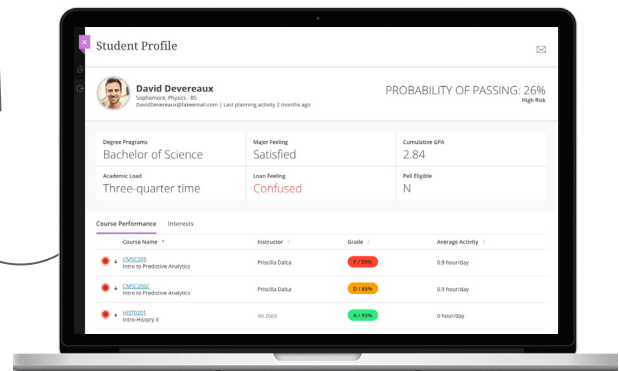 Student Profile
David Devereaux
Sophomore, Physics - BS
DavidDevereaux@fakeemail.com | Last planning activity 2 months ago
PROBABILITY OF PASSING: 26%
High Risk
Degree Programs
Bachelor of Science
Major Feeling
Satisfied
Cumulative GPA
2.84
Academic Load
Three-quarter time
Loan Feeling
Confused
Pell Eligible
N
Course Performance Interests
Course Name Instructor Grade Average Activity
CMSC205
Intro to Predictive Analytics
Priscilla Dalca F / 59% 0.9 hour/day
CMSC206C
Intro to Predictive Analytics
Priscilla Dalca D / 65% 0.9 hour/day
HIST0201
Intro-History II
No Data A / 93% 0 hour/day